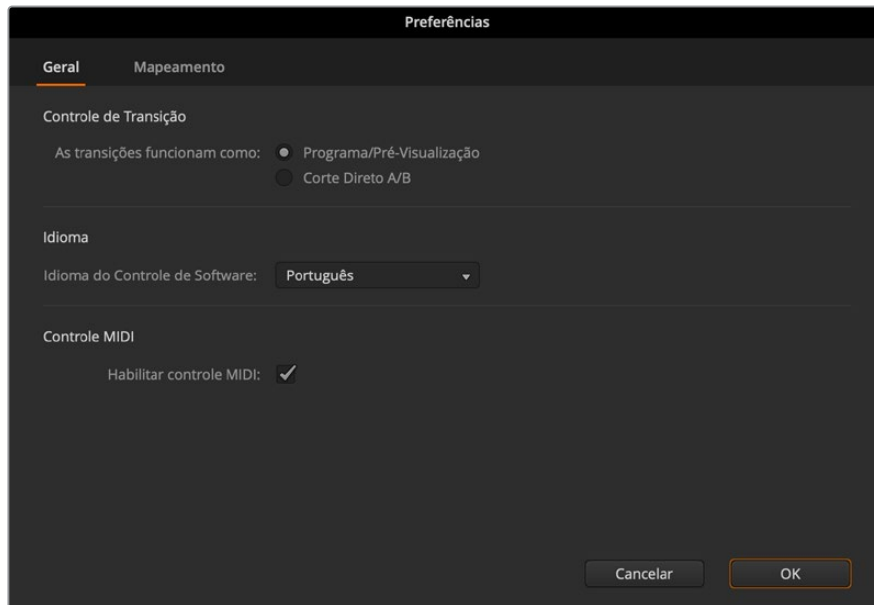 Preferências
Geral Mapeamento
Controle de Transição
As transições funcionam como: Programa/Pré-Visualização
Corte Direto A/B
Idioma
Idioma do Controle de Software: Português
Controle MIDI
Habilitar controle MIDI:
Cancelar OK